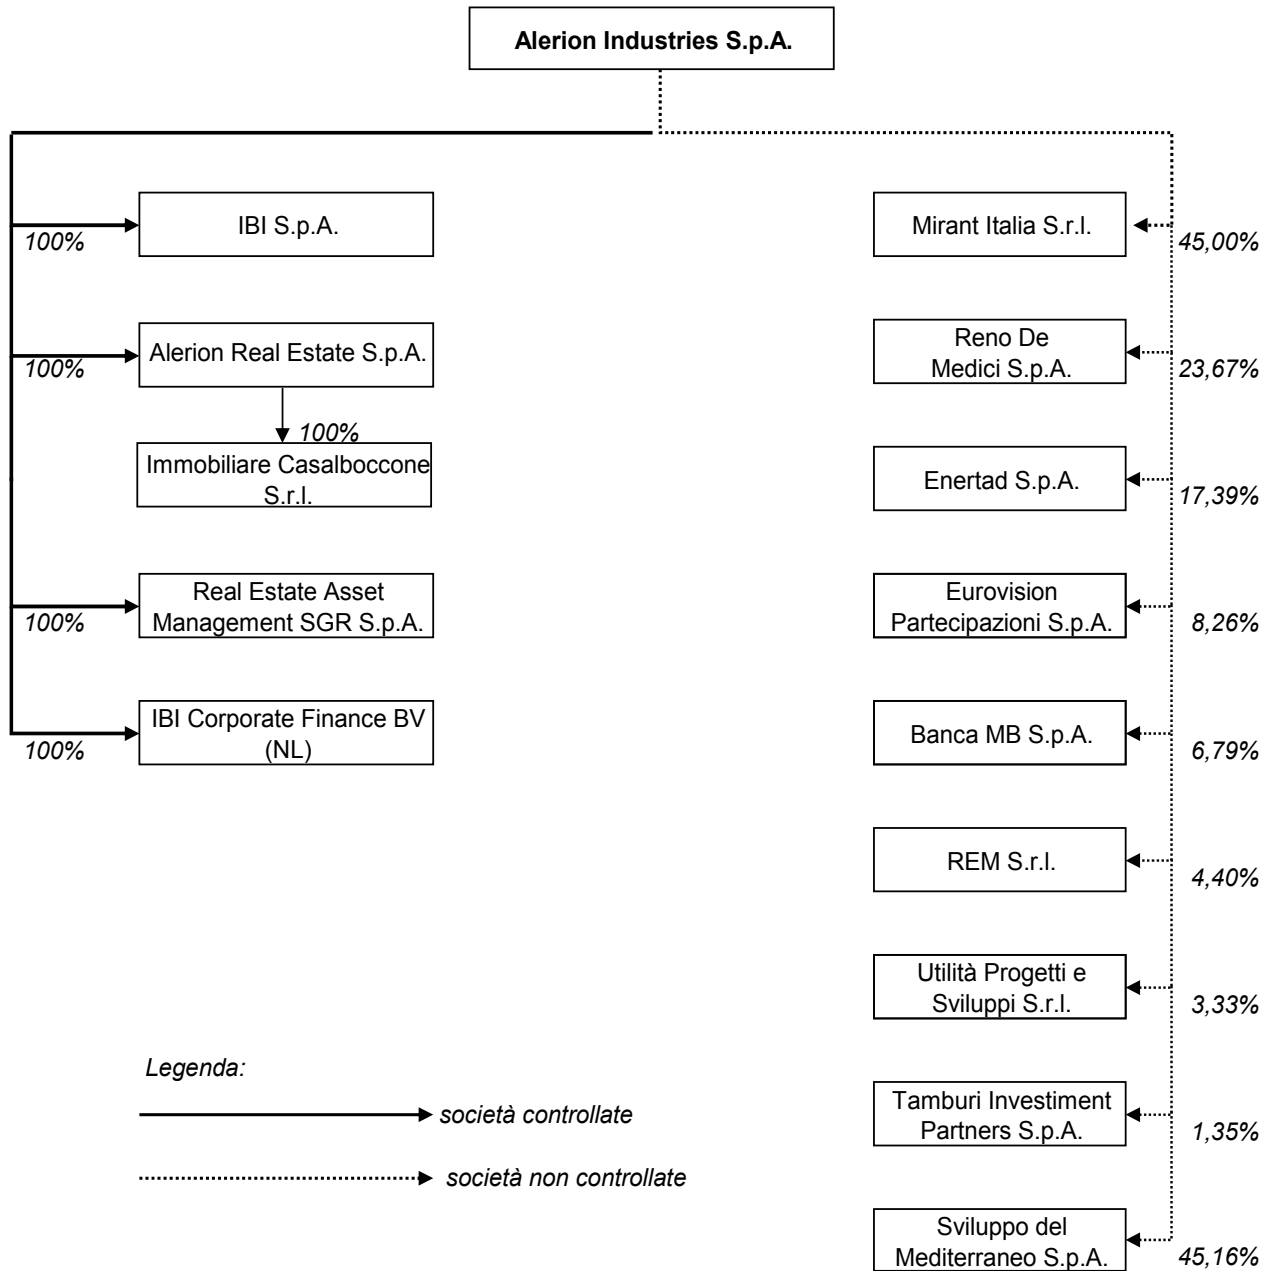 Alerion Industries S.p.A.
IBI S.p.A.
100%
Alerion Real Estate S.p.A.
100%
100%
Immobiliare Casalboccone
S.r.l.
Real Estate Asset
Management SGR S.p.A.
100%
IBI Corporate Finance BV
(NL)
100%
Mirant Italia S.r.l.
45,00%
Reno De
Medici S.p.A.
23,67%
Enertad S.p.A.
17,39%
Eurovision
Partecipazioni S.p.A.
8,26%
Banca MB S.p.A.
6,79%
REM S.r.l.
4,40%
Utilità Progetti e
Sviluppi S.r.l.
3,33%
Tamburi Investiment
Partners S.p.A.
1,35%
Sviluppo del
Mediterraneo S.p.A.
45,16%
Legenda:
società controllate
società non controllate